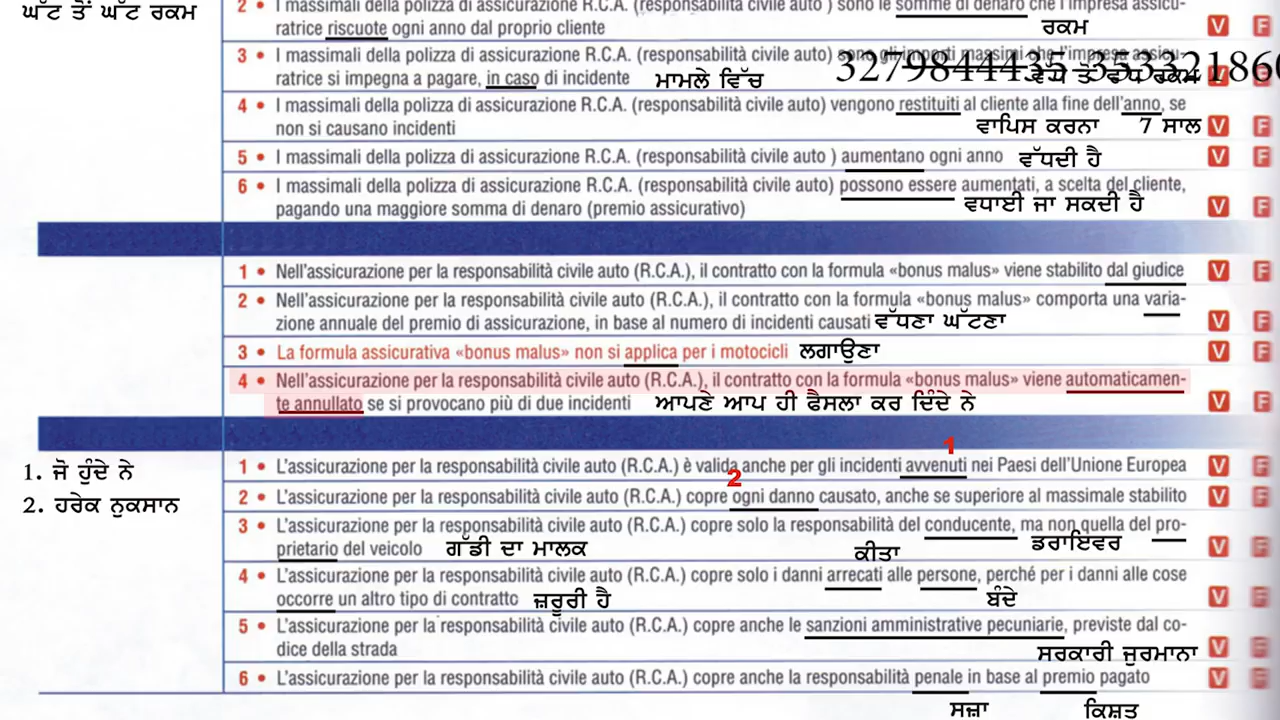 ਘੱਟ ਤੋਂ ਘੱਟ ਰਕਮ
2 • I massimali della polizza di assicurazione R.C.A. (responsabilità civile auto ) sono le somme di denaro che l'impresa assicu-
ratrice riscuote ogni anno dal proprio cliente ਰਕਮ V F
3 • I massimali della polizza di assicurazione R.C.A. (responsabilità civile auto) sono gli importi massimi che l'impresa assicu-
ratrice si impegna a pagare, in caso di incidente ਮਾਮਲੇ ਵਿੱਚ ਵੱਧ ਤੋਂ ਵੱਧ ਰਕਮ V F
3279844435
4 • I massimali della polizza di assicurazione R.C.A. (responsabilità civile auto) vengono restituiti al cliente alla fine dell'anno, se
non si causano incidenti ਵਾਪਿਸ ਕਰਨਾ 7 ਸਾਲ V F
5 • I massimali della polizza di assicurazione R.C.A. (responsabilità civile auto ) aumentano ogni anno ਵੱਧਦੀ ਹੈ V F
6 • I massimali della polizza di assicurazione R.C.A. (responsabilità civile auto) possono essere aumentati, a scelta del cliente,
pagando una maggiore somma di denaro (premio assicurativo) ਵਧਾਈ ਜਾ ਸਕਦੀ ਹੈ V F
1 • Nell'assicurazione per la responsabilità civile auto (R.C.A.), il contratto con la formula «bonus malus» viene stabilito dal giudice V F
2 • Nell'assicurazione per la responsabilità civile auto (R.C.A.), il contratto con la formula «bonus malus» comporta una varia-
zione annuale del premio di assicurazione, in base al numero di incidenti causati ਵੱਧਣਾ ਘੱਟਣਾ V F
3 • La formula assicurativa «bonus malus» non si applica per i motocicli ਲਗਾਉਣਾ V F
4 • Nell'assicurazione per la responsabilità civile auto (R.C.A.), il contratto con la formula «bonus malus» viene automaticamen-
te annullato se si provocano più di due incidenti ਆਪਣੇ ਆਪ ਹੀ ਫੈਸਲਾ ਕਰ ਦਿੰਦੇ ਨੇ V F
1
1. ਜੋ ਹੁੰਦੇ ਨੇ
1 • L'assicurazione per la responsabilità civile auto (R.C.A.) è valida anche per gli incidenti avvenuti nei Paesi dell'Unione Europea V F
2
2. ਹਰੇਕ ਨੁਕਸਾਨ
2 • L'assicurazione per la responsabilità civile auto (R.C.A.) copre ogni danno causato, anche se superiore al massimale stabilito V F
3 • L'assicurazione per la responsabilità civile auto (R.C.A.) copre solo la responsabilità del conducente, ma non quella del pro-
prietario del veicolo ਗੱਡੀ ਦਾ ਮਾਲਕ ਕੀਤਾ ਡਰਾਇਵਰ V F
4 • L'assicurazione per la responsabilità civile auto (R.C.A.) copre solo i danni arrecati alle persone, perché per i danni alle cose
occorre un altro tipo di contratto ਜ਼ਰੂਰੀ ਹੈ ਬੰਦੇ V F
5 • L'assicurazione per la responsabilità civile auto (R.C.A.) copre anche le sanzioni amministrative pecuniarie, previste dal co-
dice della strada ਸਰਕਾਰੀ ਜੁਰਮਾਨਾ V F
6 • L'assicurazione per la responsabilità civile auto (R.C.A.) copre anche la responsabilità penale in base al premio pagato V F
ਸਜ਼ਾ ਕਿਸ਼ਤ